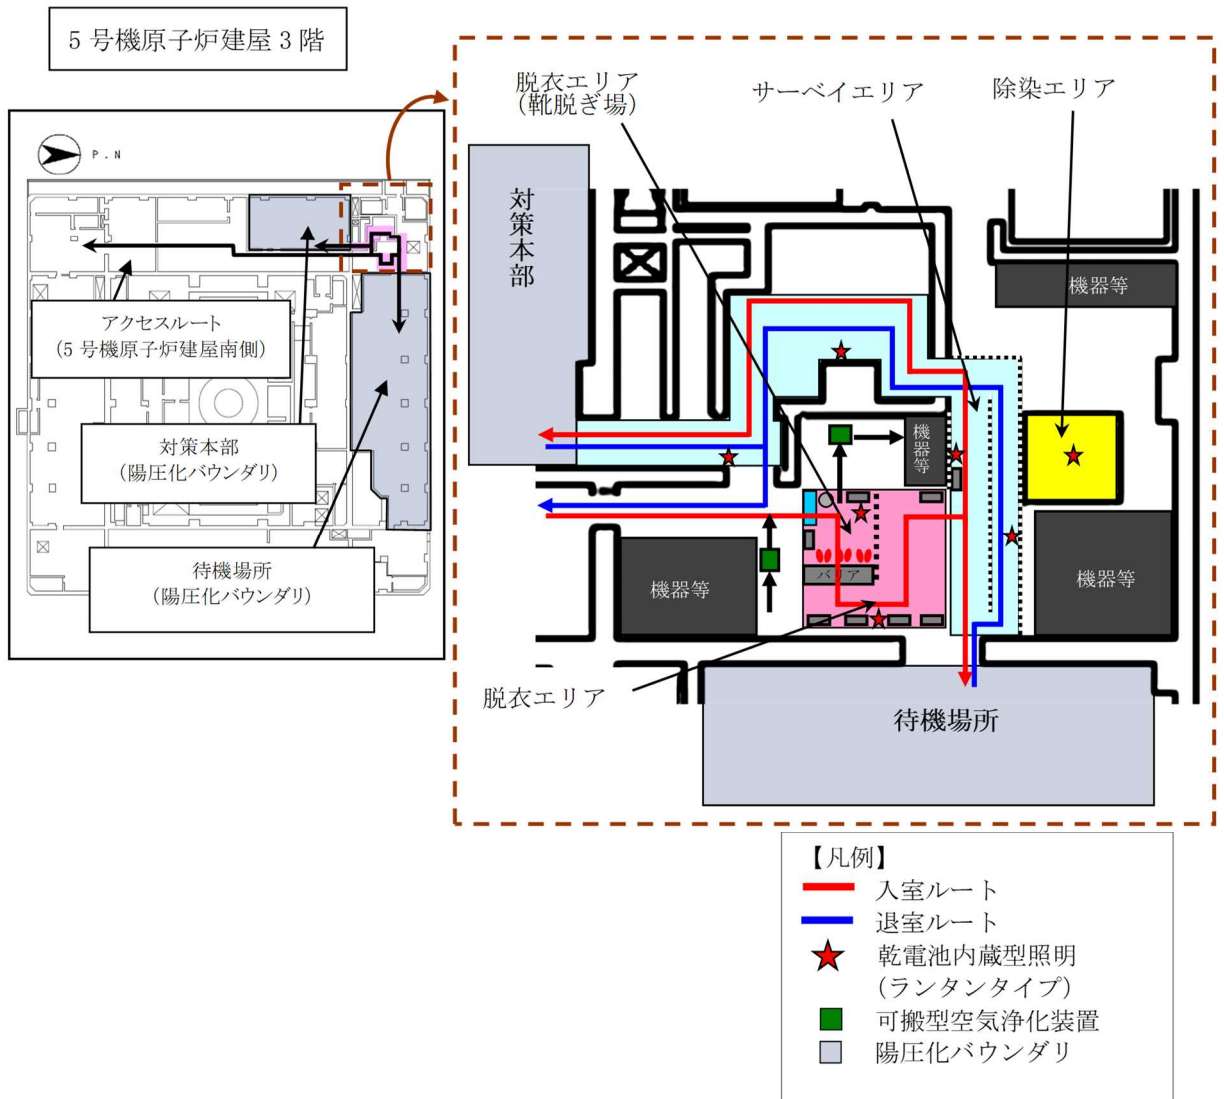 5 号機原子炉建屋 3 階
P.N
アクセスルート
(5 号機原子炉建屋南側)
対策本部
(陽圧化バウンダリ)
待機場所
(陽圧化バウンダリ)
脱衣エリア
(靴脱ぎ場)
サーベイエリア
除染エリア
対策本部
機器等
機器等
バリア
機器等
機器等
脱衣エリア
待機場所
【凡例】
入室ルート
退室ルート
乾電池内蔵型照明
(ランタンタイプ)
可搬型空気浄化装置
陽圧化バウンダリ